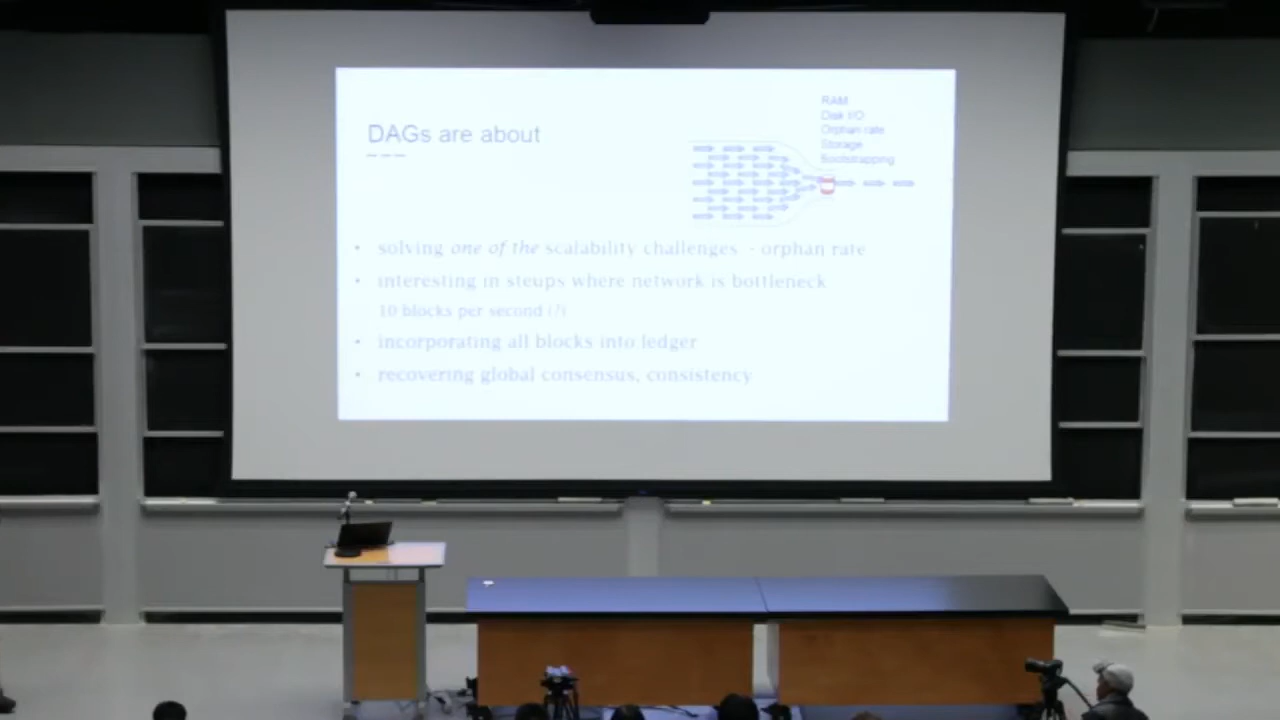 DAGs are about
RAM
Disk I/O
Orphan rate
Storage
Bootstrapping
• solving one of the scalability challenges - orphan rate
• interesting in steups where network is bottleneck
10 blocks per second (?)
• incorporating all blocks into ledger
• recovering global consensus, consistency